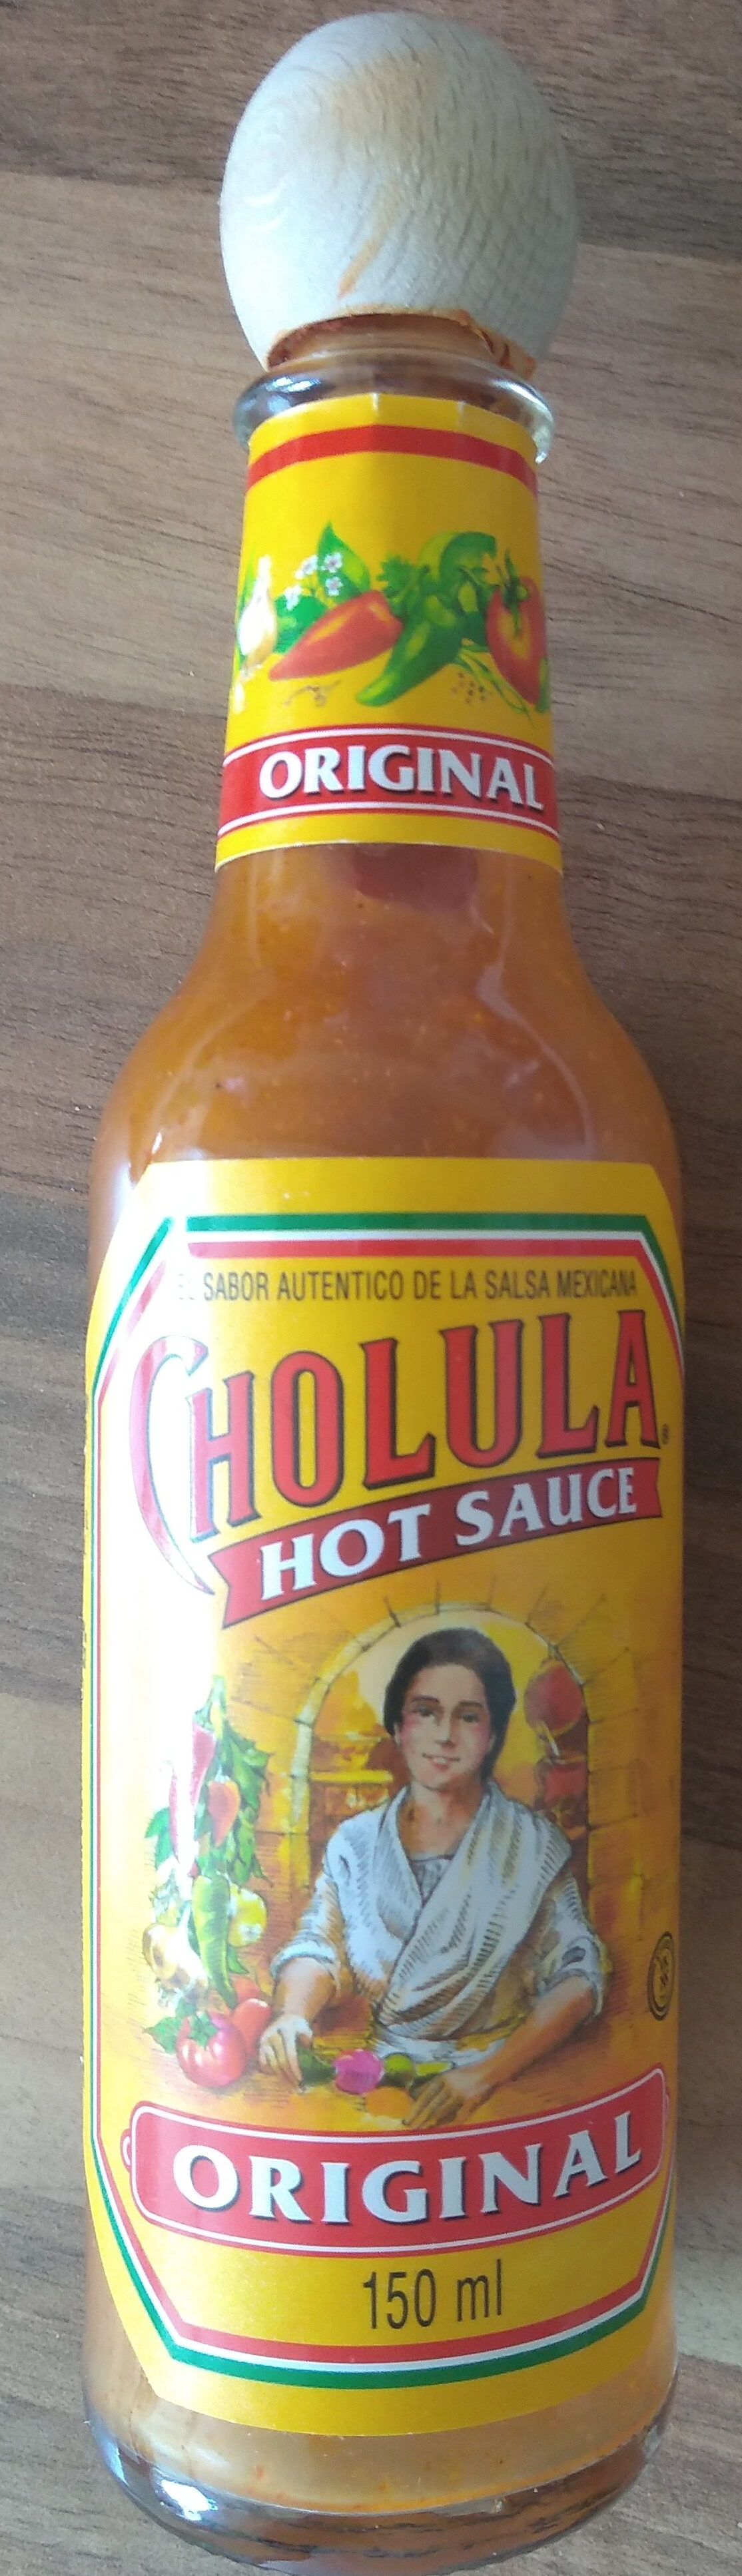 ORIGINAL
EL SABOR AUTENTICO DE LA SALSA MEXICANA
CHOLULA®
HOT SAUCE
ORIGINAL
150 ml